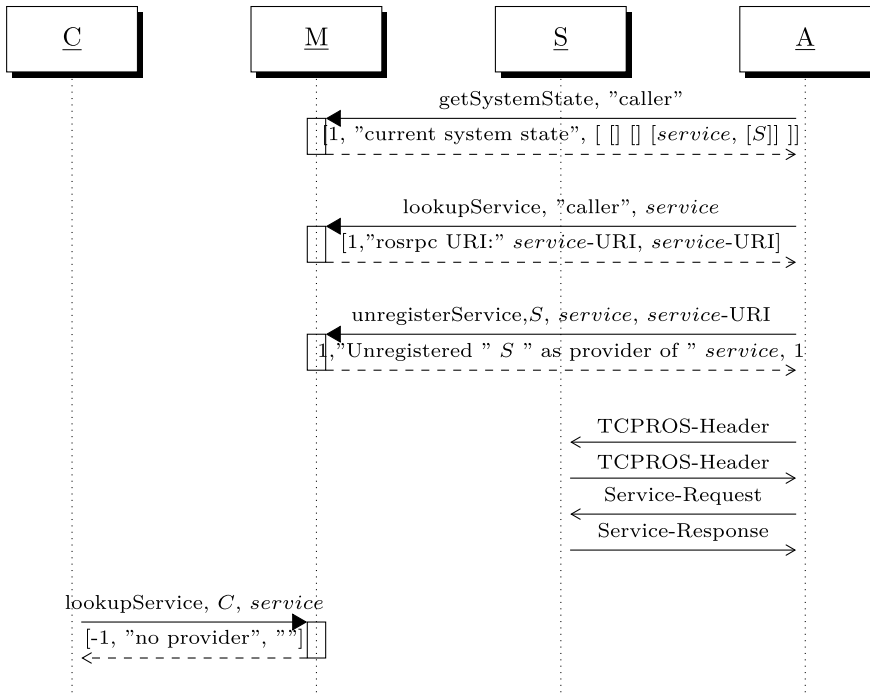 C M S A
getSystemState, ”caller”
[1, ”current system state”, [ [] [] [service, [S]] ]]
lookupService, ”caller”, service
[1,”rosrpc URI:” service-URI, service-URI]
unregisterService,S, service, service-URI
1,”Unregistered ” S ” as provider of ” service, 1
TCPROS-Header
TCPROS-Header
Service-Request
Service-Response
lookupService, C, service
[-1, ”no provider”, ””]